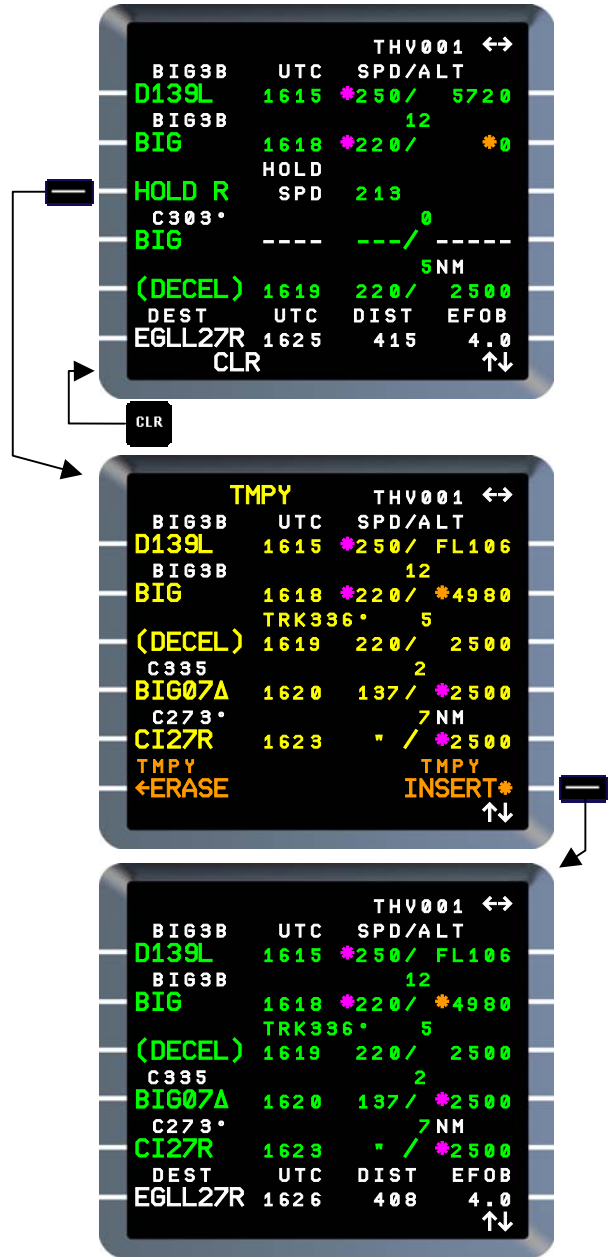 THV001 ↔
BIG3B UTC SPD/ALT
D139L 1615 *250/ 5720
BIG3B 12
BIG 1618 *220/ *0
HOLD
HOLD R SPD 213
C303° 0
BIG ---- ---/ -----
5NM
(DECEL) 1619 220/ 2500
DEST UTC DIST EFOB
EGLL27R 1625 415 4.0
CLR ↑↓
CLR
TMPY THV001 ↔
BIG3B UTC SPD/ALT
D139L 1615 *250/ FL106
BIG3B 12
BIG 1618 *220/ *4980
TRK336° 5
(DECEL) 1619 220/ 2500
C335 2
BIG07Δ 1620 137/ *2500
C273° 7NM
CI27R 1623 " / *2500
TMPY TMPY
←ERASE INSERT*
↑↓
THV001 ↔
BIG3B UTC SPD/ALT
D139L 1615 *250/ FL106
BIG3B 12
BIG 1618 *220/ *4980
TRK336° 5
(DECEL) 1619 220/ 2500
C335 2
BIG07Δ 1620 137/ *2500
C273° 7NM
CI27R 1623 " / *2500
DEST UTC DIST EFOB
EGLL27R 1626 408 4.0
↑↓